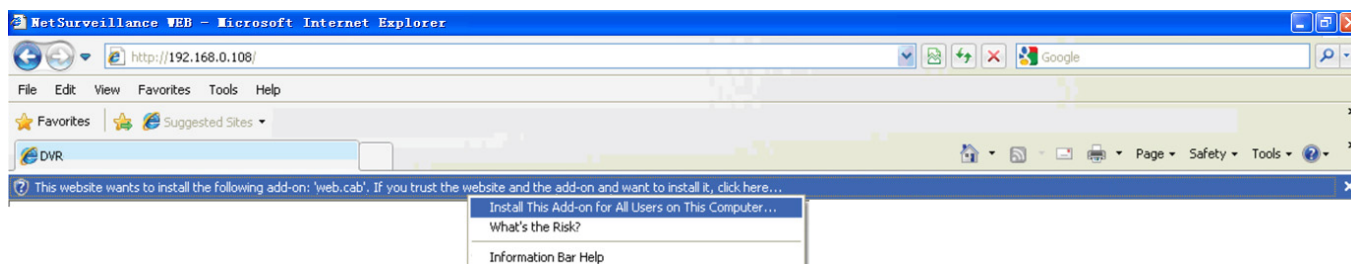 NetSurveillance WEB - Microsoft Internet Explorer
http://192.168.0.108/
Google
File Edit View Favorites Tools Help
Favorites Suggested Sites
DVR
Page Safety Tools
This website wants to install the following add-on: 'web.cab'. If you trust the website and the add-on and want to install it, click here...
Install This Add-on for All Users on This Computer...
What's the Risk?
Information Bar Help